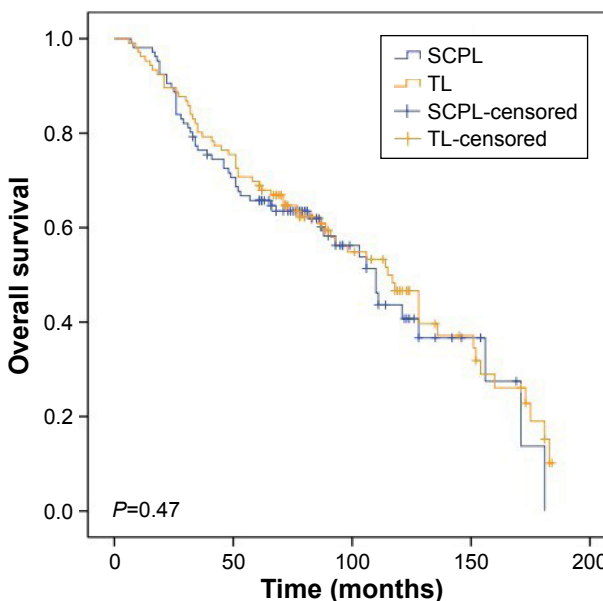 1.0
0.8
0.6
0.4
0.2
0.0
Overall survival
SCPL
TL
SCPL-censored
TL-censored
P=0.47
0 50 100 150 200
Time (months)